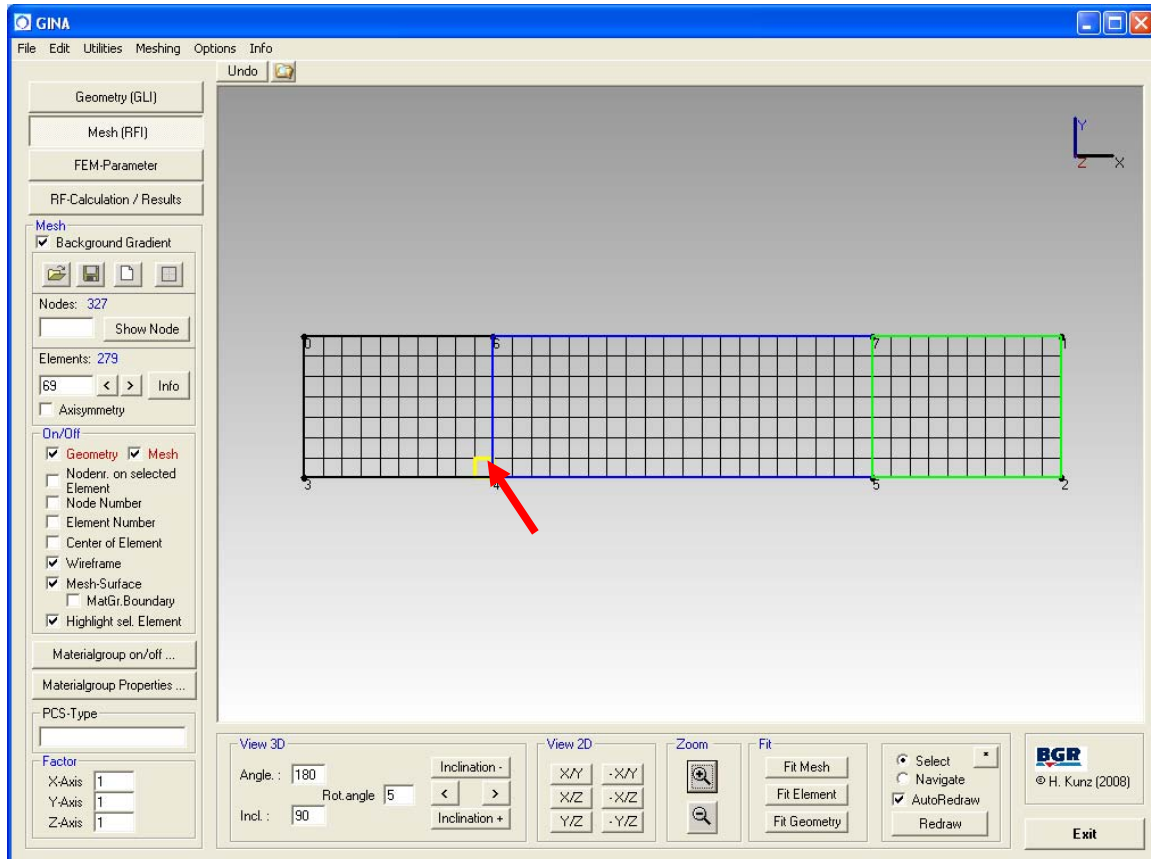 GINA
File Edit Utilities Meshing Options Info
Undo
Geometry (GLI)
Mesh (RFI)
FEM-Parameter
RF-Calculation / Results
Mesh
Background Gradient
Nodes: 327
Show Node
Elements: 279
69 < > Info
Axisymmetry
On/Off
Geometry Mesh
Nodenr. on selected
Element
Node Number
Element Number
Center of Element
Wireframe
Mesh-Surface
MatGr.Boundary
Highlight sel. Element
Materialgroup on/off ...
Materialgroup Properties ...
PCS-Type
Factor
X-Axis 1
Y-Axis 1
Z-Axis 1
Y
Z X
0 6 7 1
3 4 5 2
View 3D
Angle. : 180
Rot.angle 5
Incl. : 90
Inclination -
< >
Inclination +
View 2D
X/Y -X/Y
X/Z -X/Z
Y/Z -Y/Z
Zoom
Fit
Fit Mesh
Fit Element
Fit Geometry
Select *
Navigate
AutoRedraw
Redraw
BGR
© H. Kunz (2008)
Exit